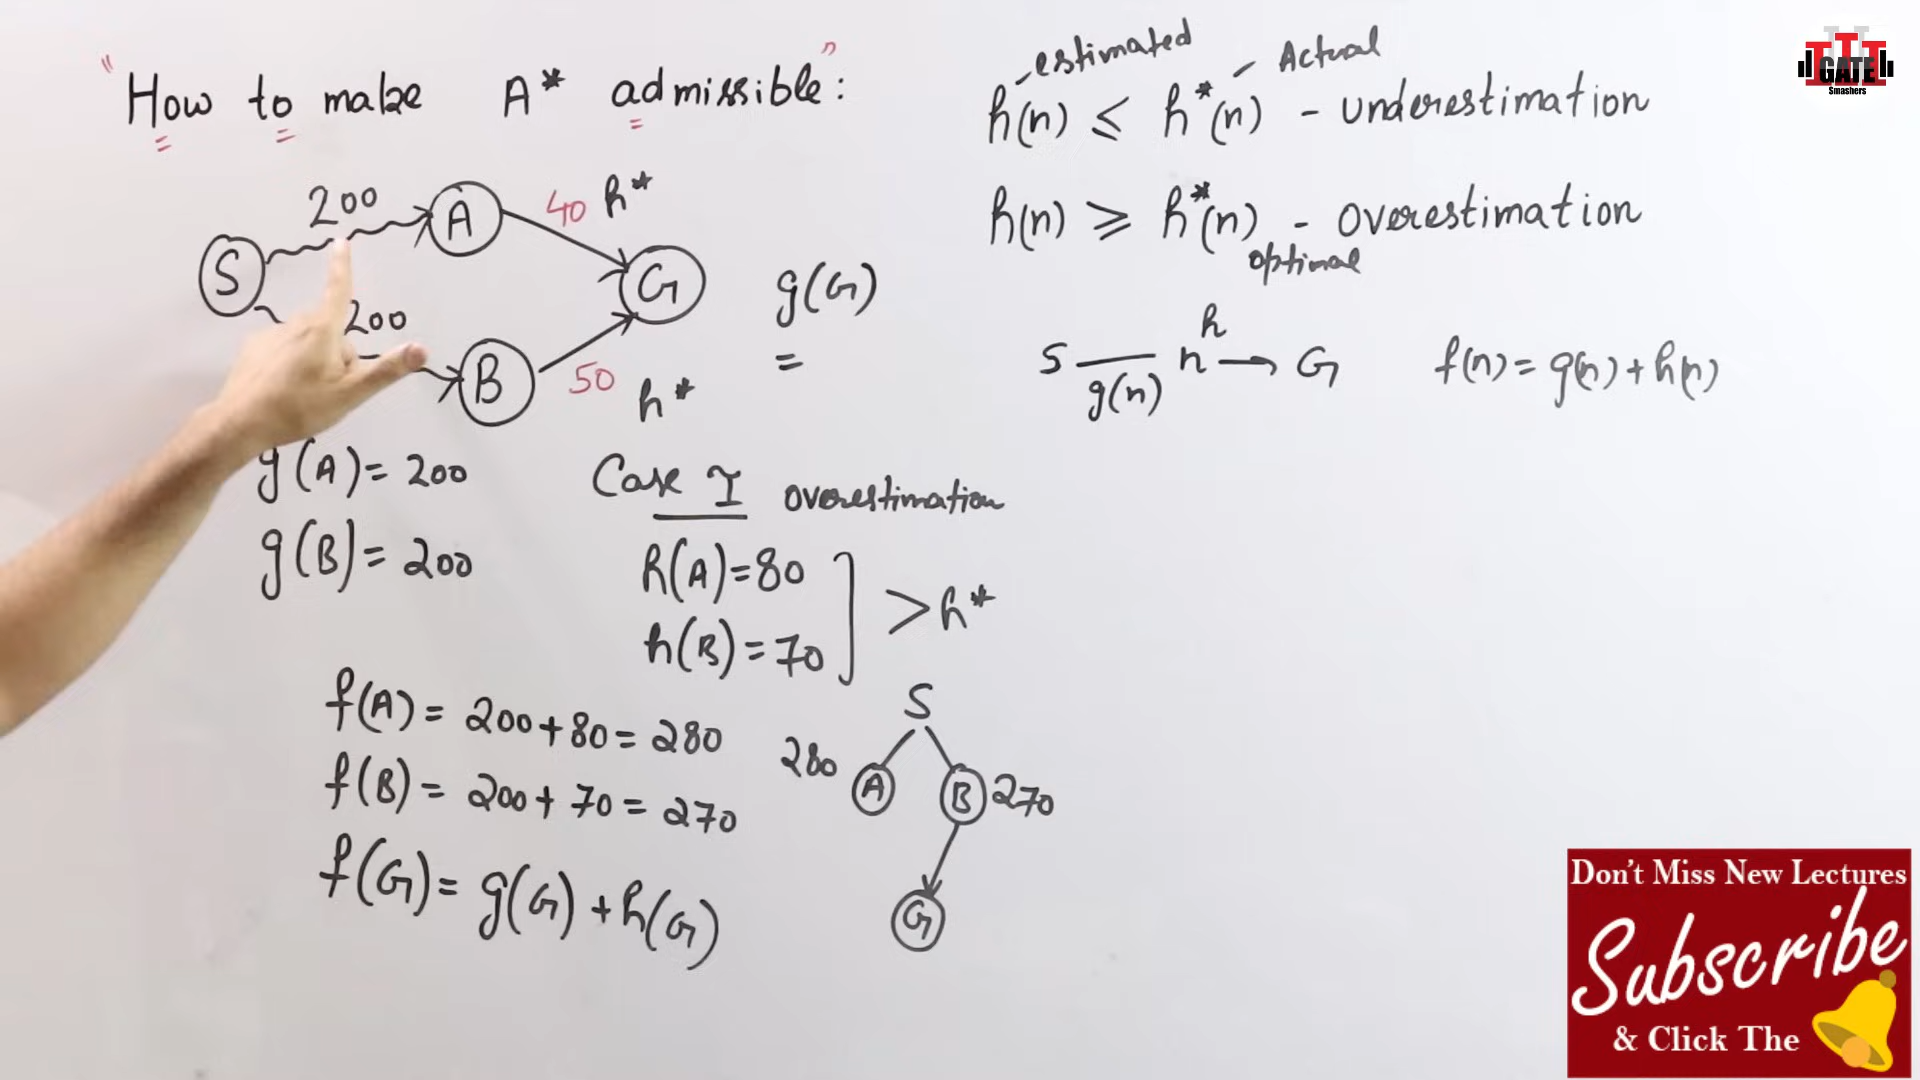 "How to make A* admissible":
estimated
Actual
h(n) ≤ h*(n) - underestimation
h(n) ≥ h*(n) - overestimation
optimal
200
A
40 h*
S
G
g(G)
=
200
B
50 h*
S g(n) n h G
f(n) = g(n) + h(n)
g(A) = 200
g(B) = 200
Case I overestimation
h(A) = 80
h(B) = 70
> h*
f(A) = 200 + 80 = 280
f(B) = 200 + 70 = 270
f(G) = g(G) + h(G)
S
280 A B 270
G
GATE
Smashers
Don't Miss New Lectures
Subscribe
& Click The